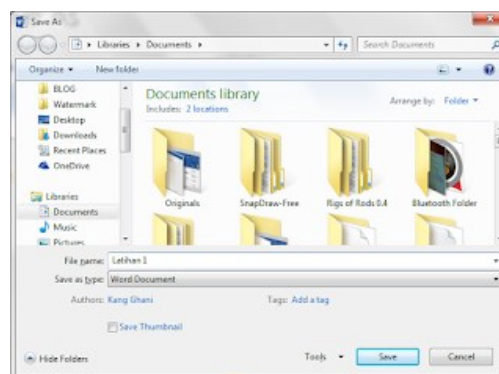 Save As
Libraries Documents Search Documents
Organize New folder
BLOG
Watermark
Desktop
Downloads
Recent Places
OneDrive
Libraries
Documents
Music
Pictures
Documents library
Includes: 2 locations
Arrange by: Folder
Originals SnapDraw-Free Rigs of Rods 0.4 Bluetooth Folder
File name: Latihan 1
Save as type: Word Document
Authors: Kang Ghani Tags: Add a tag
Save Thumbnail
Hide Folders Tools Save Cancel